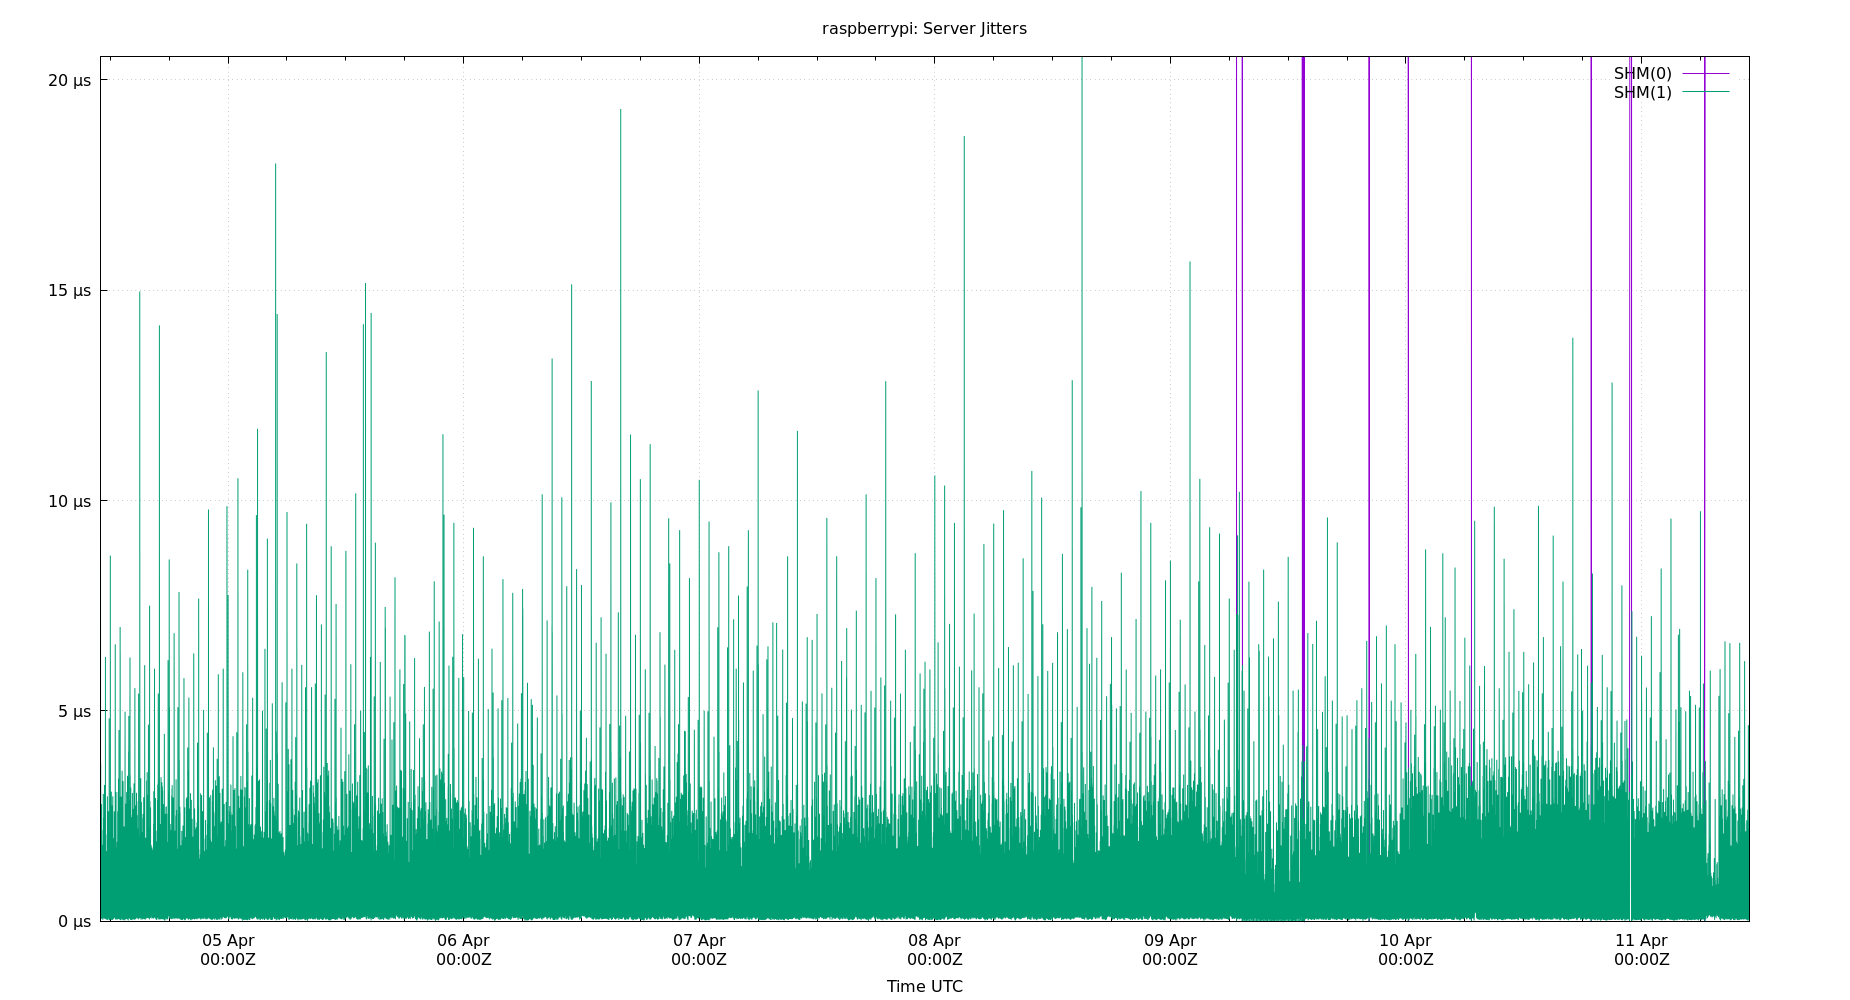 raspberrypi: Server Jitters
SHM(0)
SHM(1)
20 μs
15 μs
10 μs
5 μs
0 μs
05 Apr 06 Apr 07 Apr 08 Apr 09 Apr 10 Apr 11 Apr
00:00Z 00:00Z 00:00Z 00:00Z 00:00Z 00:00Z 00:00Z
Time UTC